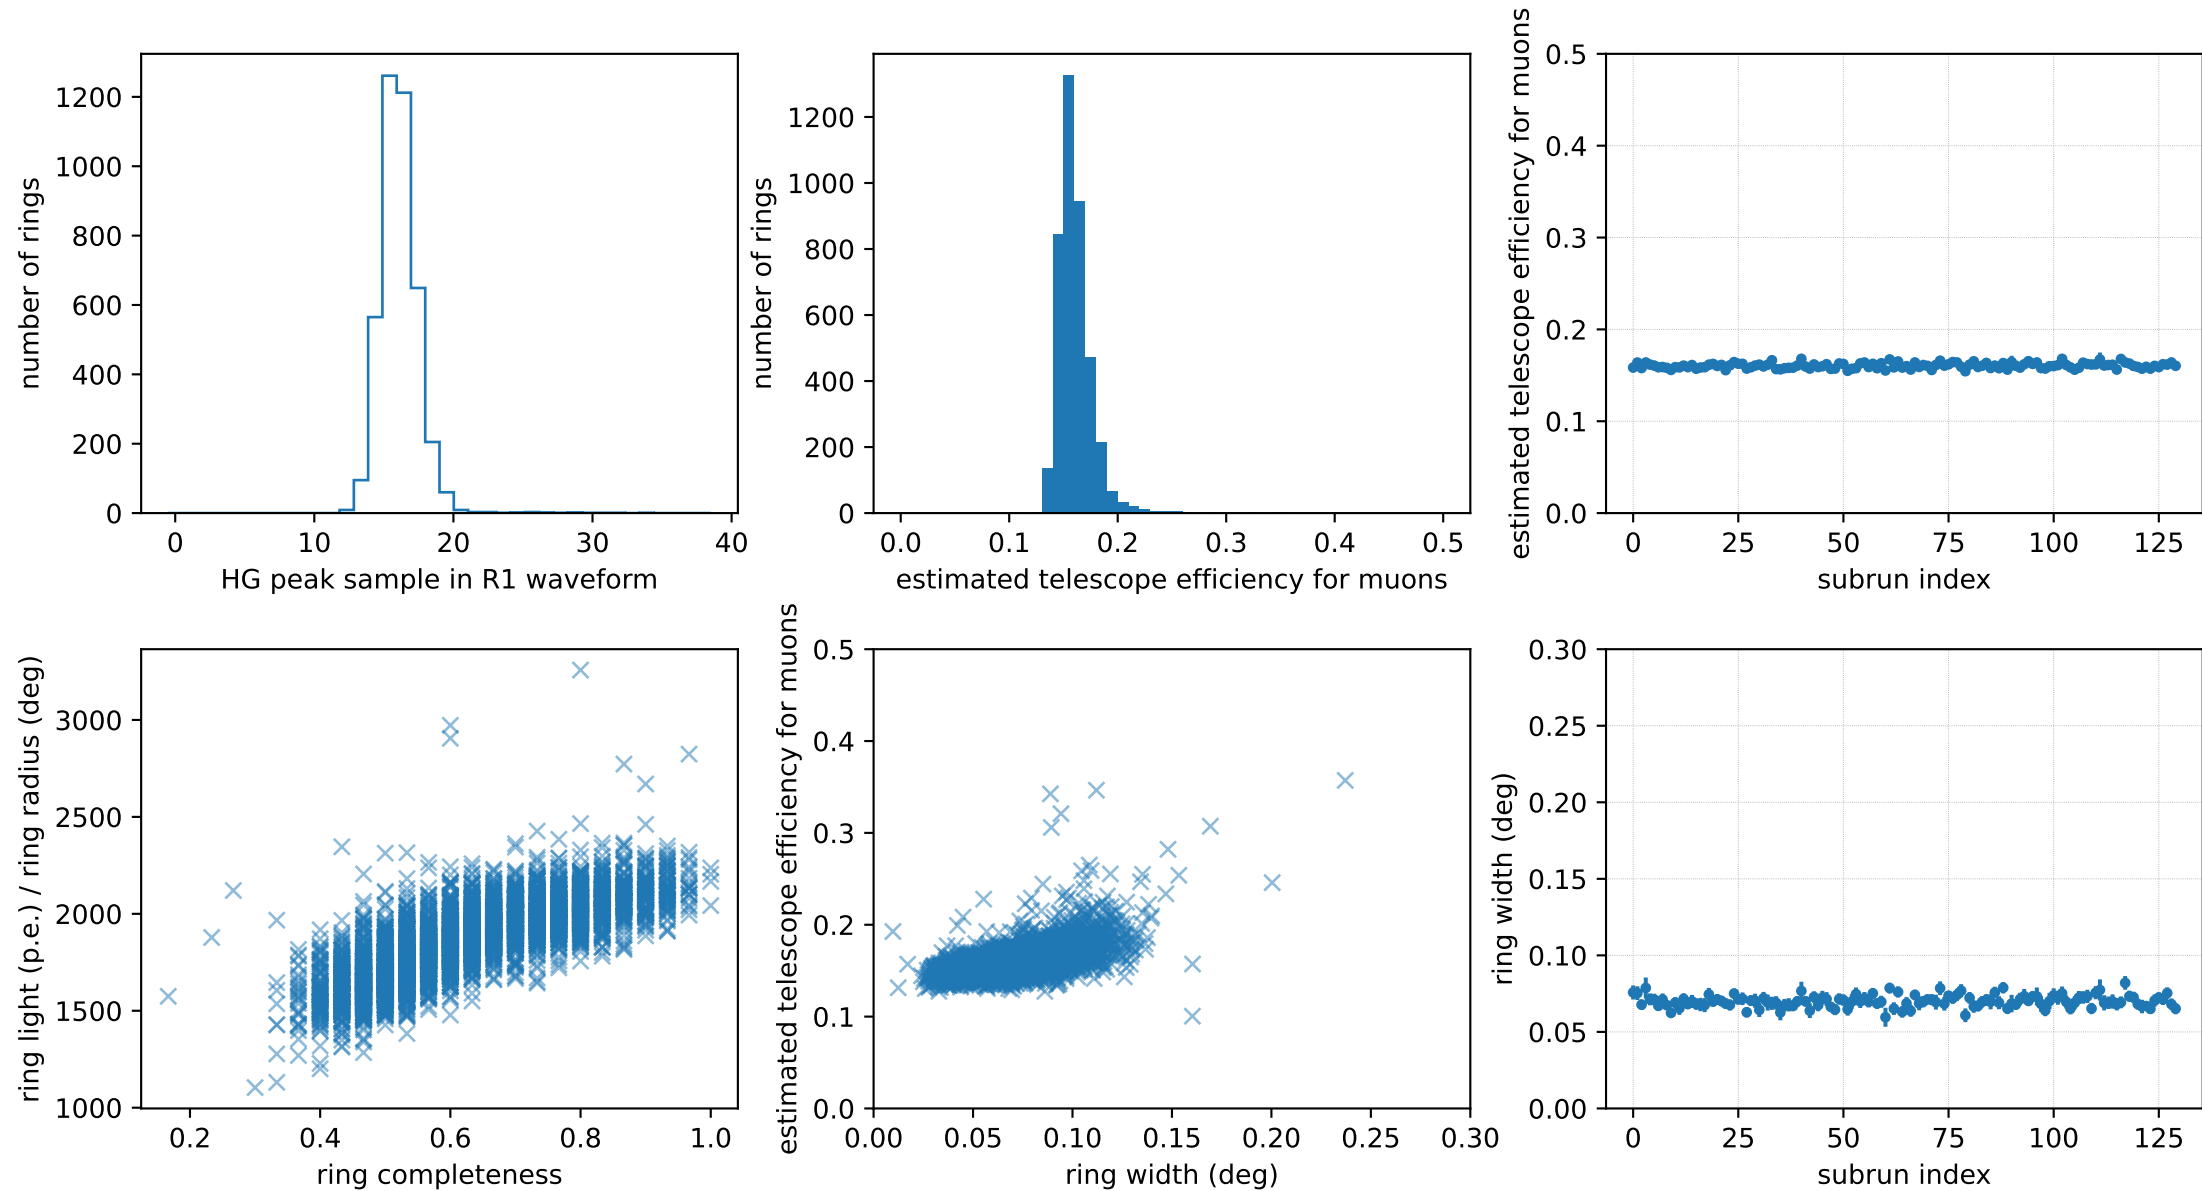 1200
1000
800
600
400
200
0
number of rings
0 10 20 30 40
HG peak sample in R1 waveform
1200
1000
800
600
400
200
0
number of rings
0.0 0.1 0.2 0.3 0.4 0.5
estimated telescope efficiency for muons
0.5
0.4
0.3
0.2
0.1
0.0
estimated telescope efficiency for muons
0 25 50 75 100 125
subrun index
3000
2500
2000
1500
1000
ring light (p.e.) / ring radius (deg)
0.2 0.4 0.6 0.8 1.0
ring completeness
0.5
0.4
0.3
0.2
0.1
0.0
estimated telescope efficiency for muons
0.00 0.05 0.10 0.15 0.20 0.25 0.30
ring width (deg)
0.30
0.25
0.20
0.15
0.10
0.05
0.00
ring width (deg)
0 25 50 75 100 125
subrun index